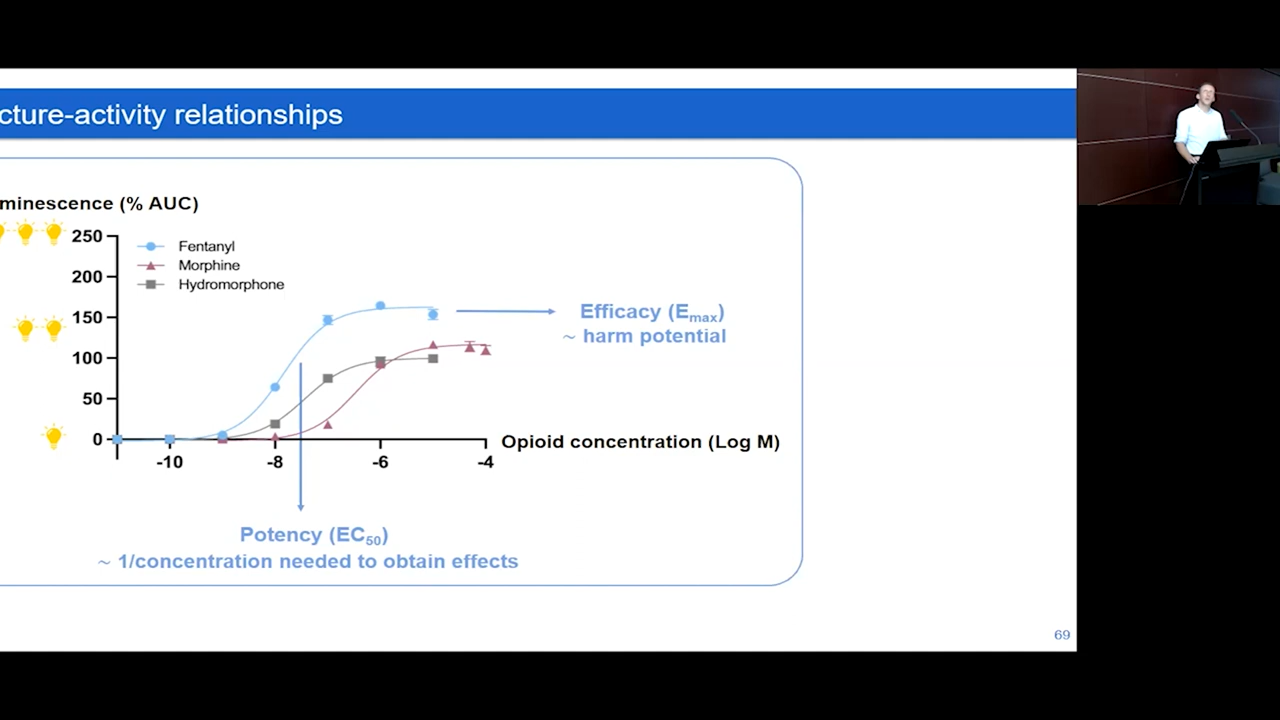 cture-activity relationships
minescence (% AUC)
250
200
150
100
50
0
Fentanyl
Morphine
Hydromorphone
Efficacy (Emax)
~ harm potential
-10
-8
-6
-4
Opioid concentration (Log M)
Potency (EC50)
~ 1/concentration needed to obtain effects
69